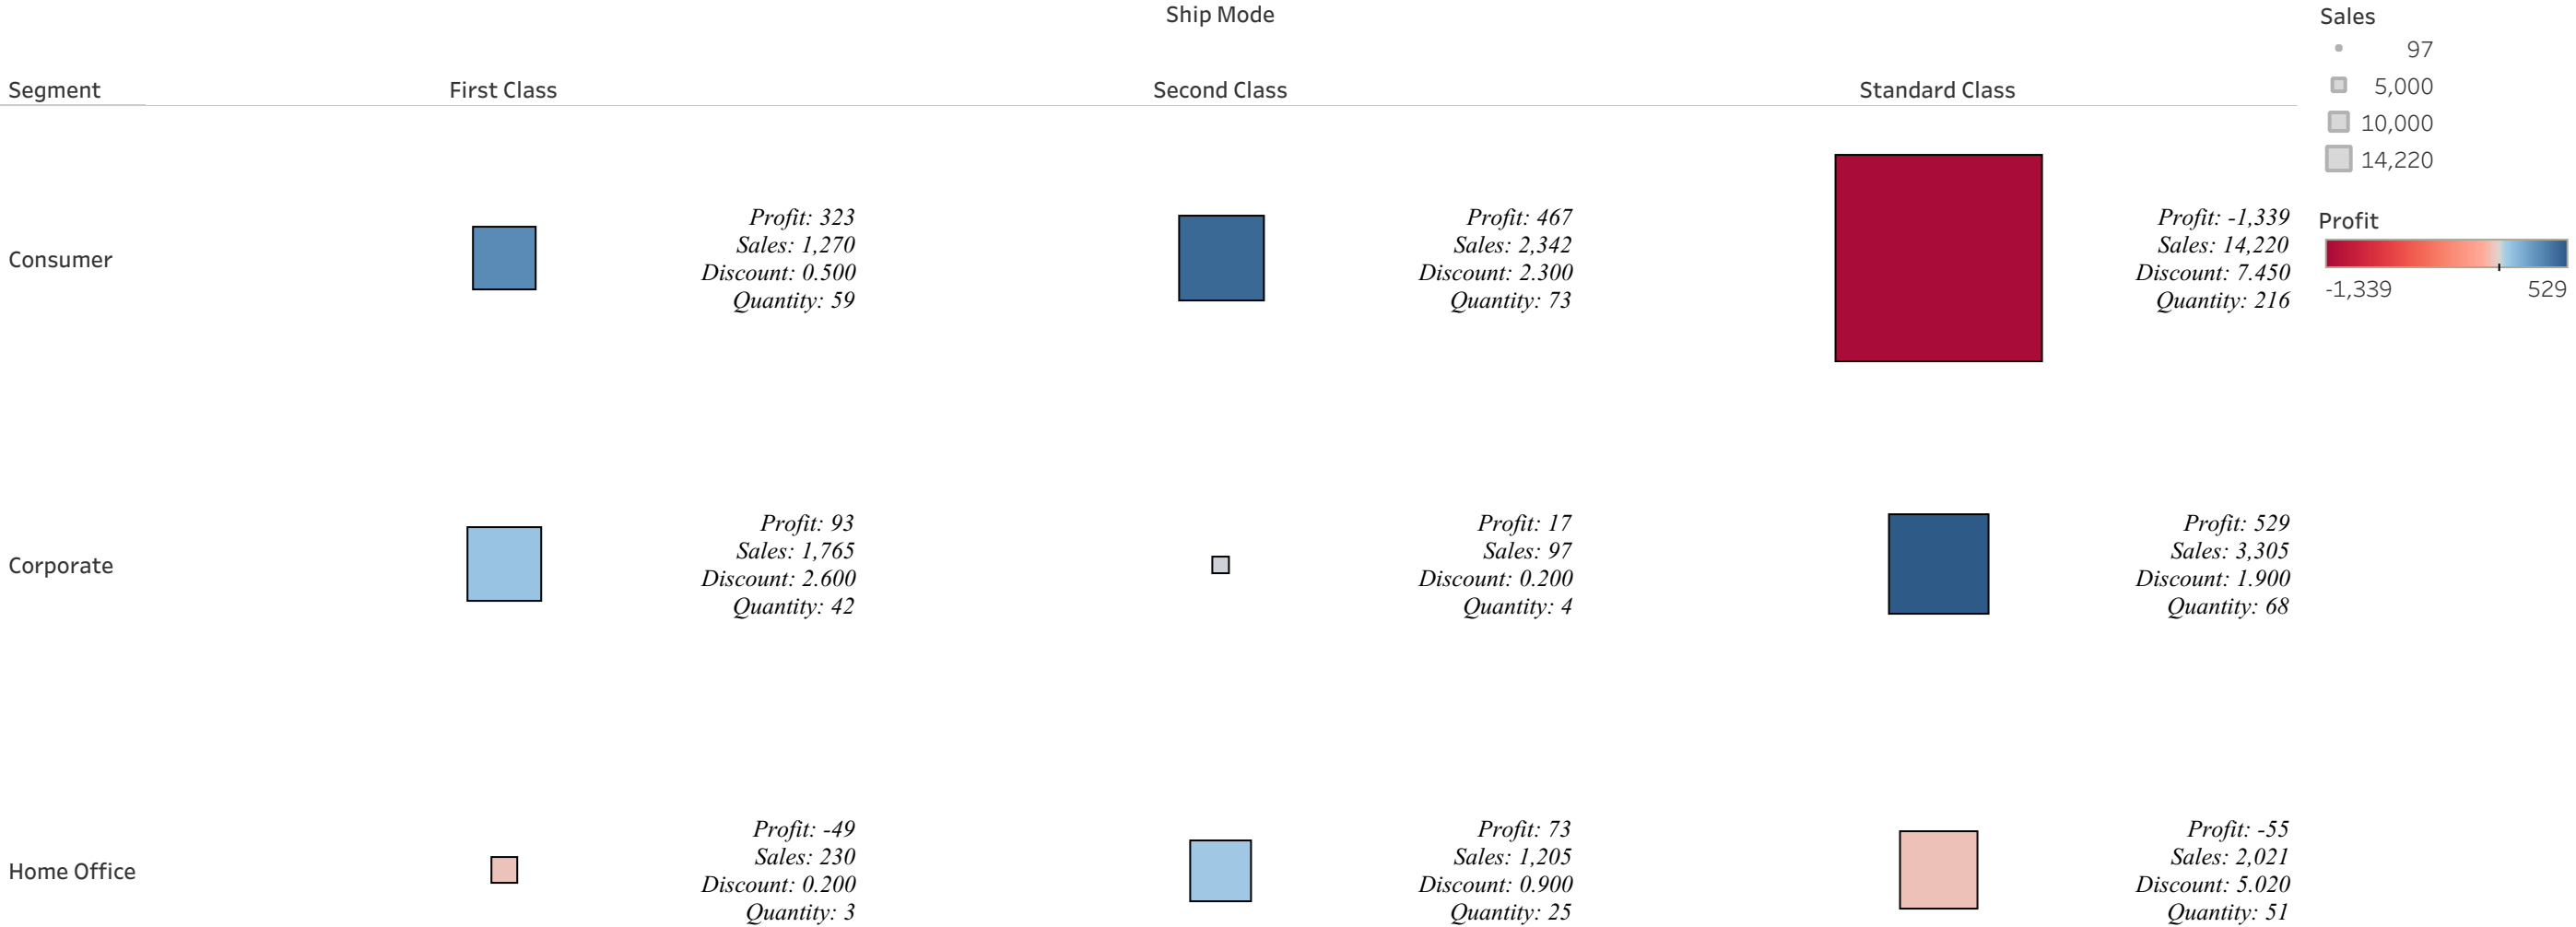 Ship Mode
Segment
First Class
Second Class
Standard Class
Consumer
Profit: 323
Sales: 1,270
Discount: 0.500
Quantity: 59
Profit: 467
Sales: 2,342
Discount: 2.300
Quantity: 73
Profit: -1,339
Sales: 14,220
Discount: 7.450
Quantity: 216
Corporate
Profit: 93
Sales: 1,765
Discount: 2.600
Quantity: 42
Profit: 17
Sales: 97
Discount: 0.200
Quantity: 4
Profit: 529
Sales: 3,305
Discount: 1.900
Quantity: 68
Home Office
Profit: -49
Sales: 230
Discount: 0.200
Quantity: 3
Profit: 73
Sales: 1,205
Discount: 0.900
Quantity: 25
Profit: -55
Sales: 2,021
Discount: 5.020
Quantity: 51
Sales
97
5,000
10,000
14,220
Profit
-1,339
529